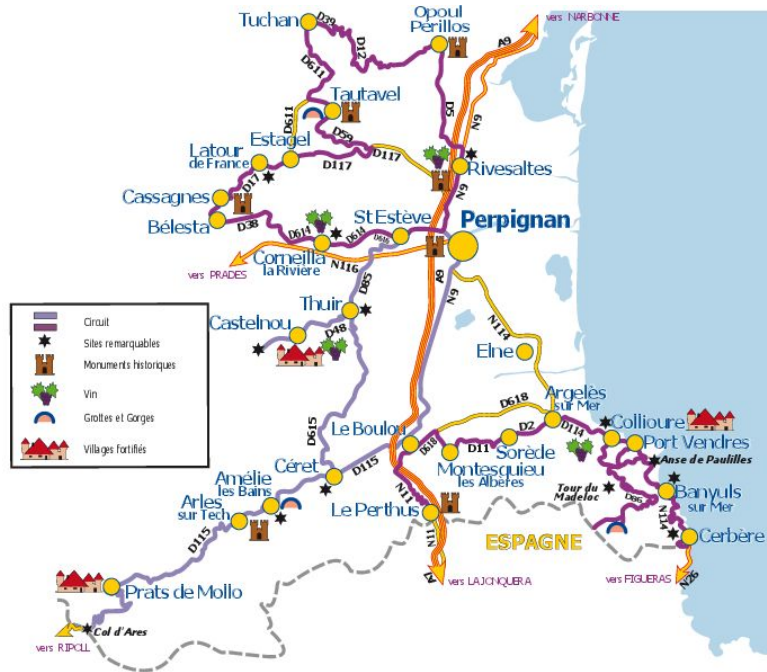 vers NARBONNE
Opoul
Périllos
Tuchan
D39
D12
A9
D611
D5
N9
Tautavel
D611
D59
Estagel
D117
Latour
de France
D117
Rivesaltes
D17
N9
Cassagnes
St Estève
Perpignan
Bélesta
D38
D614
D614
D616
Corneilla
la Rivière
N116
vers PRADES
D85
A9
N9
Thuir
N114
Castelnou
D48
Elne
Circuit
Sites remarquables
Monuments historiques
Vin
Grottes et Gorges
Villages fortifiés
D618
Argelès
sur Mer
D615
Le Boulou
D618
D114
Collioure
D2
Port Vendres
D11
Sorède
Anse de Paulilles
Céret
D115
Montesquieu
les Albères
Amélie
les Bains
N11
Tour du
Madeloc
D86
Banyuls
sur Mer
Arles
sur Tech
Le Perthus
N114
N11
ESPAGNE
Cerbère
D115
A7
vers LAJONQUERA
vers FIGUERAS
N26
Prats de Mollo
Col d'Ares
vers RIPOLL